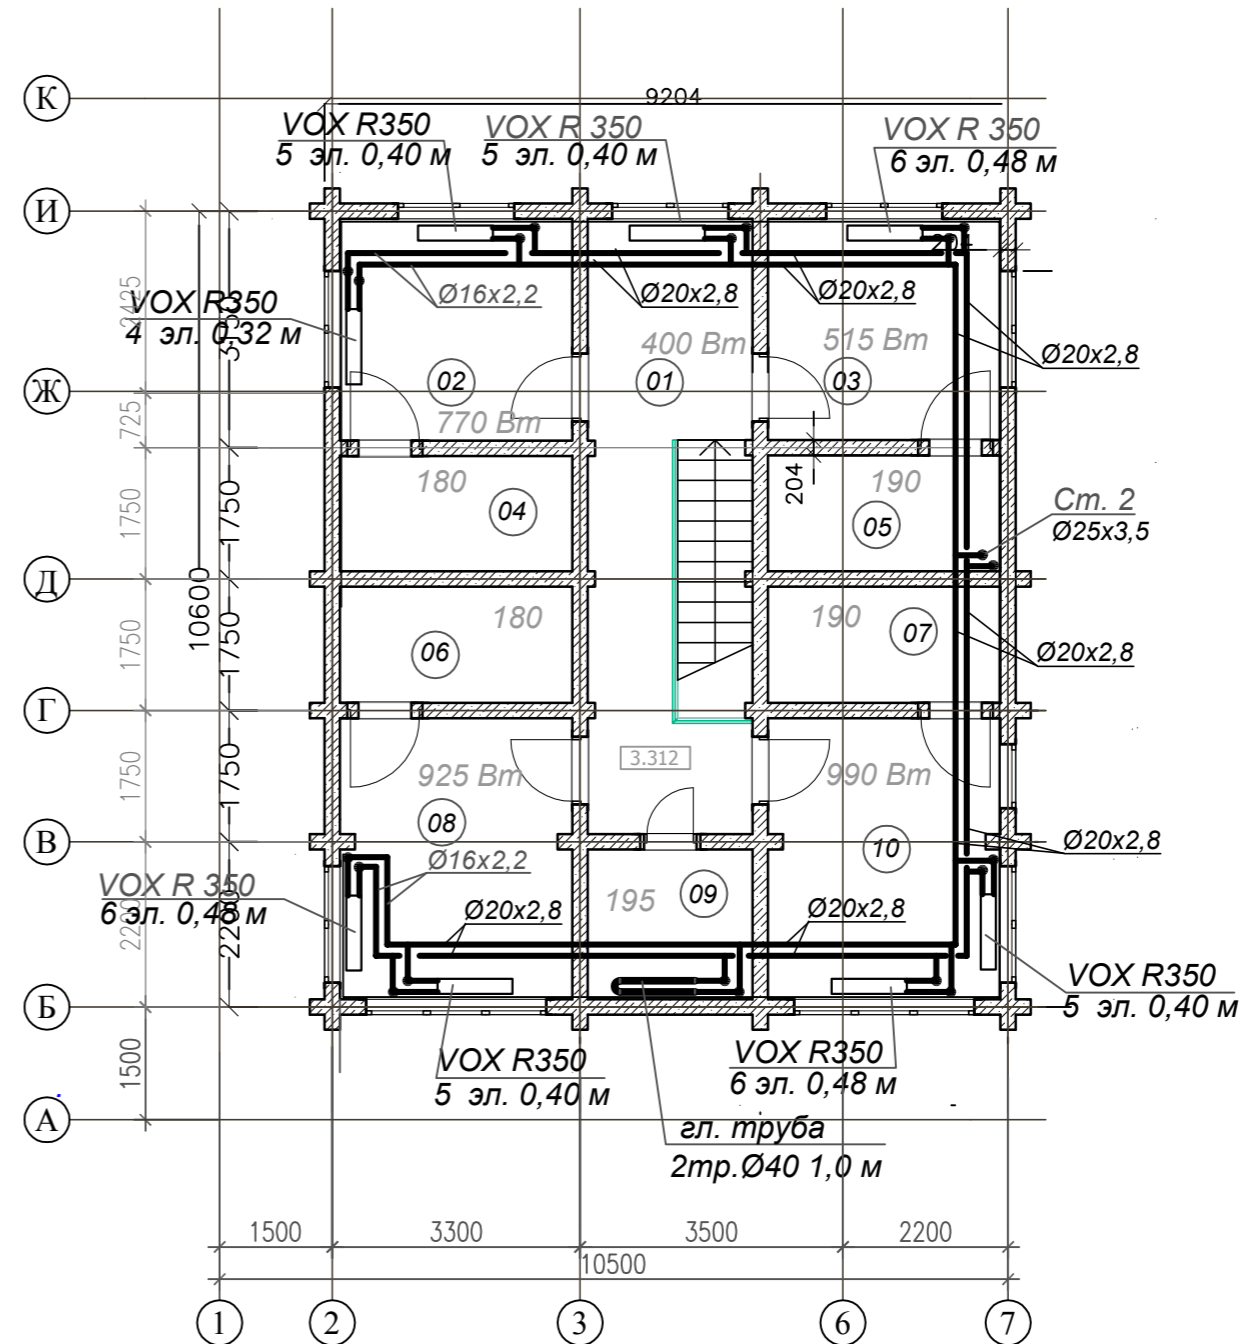 К
9204
VOX R350
5 эл. 0,40 м
VOX R 350
5 эл. 0,40 м
VOX R 350
6 эл. 0,48 м
И
Ø16x2,2
Ø20x2,8
Ø20x2,8
2425
VOX R350
4 эл. 0,32 м
400 Вт
515 Вт
Ø20x2,8
Ж
02
01
03
725
770 Вт
180
204
190
1750
1750
04
05
Ст. 2
Ø25x3,5
Д
10600
1750
1750
180
190
06
07
Ø20x2,8
Г
1750
1750
3.312
925 Вт
990 Вт
08
В
10
Ø20x2,8
Ø16x2,2
VOX R 350
6 эл. 0,48 м
2200
2200
Ø20x2,8
195
09
Ø20x2,8
VOX R350
5 эл. 0,40 м
Б
1500
VOX R350
5 эл. 0,40 м
VOX R350
6 эл. 0,48 м
А
гл. труба
2тр.Ø40 1,0 м
1500
3300
3500
2200
10500
1
2
3
6
7